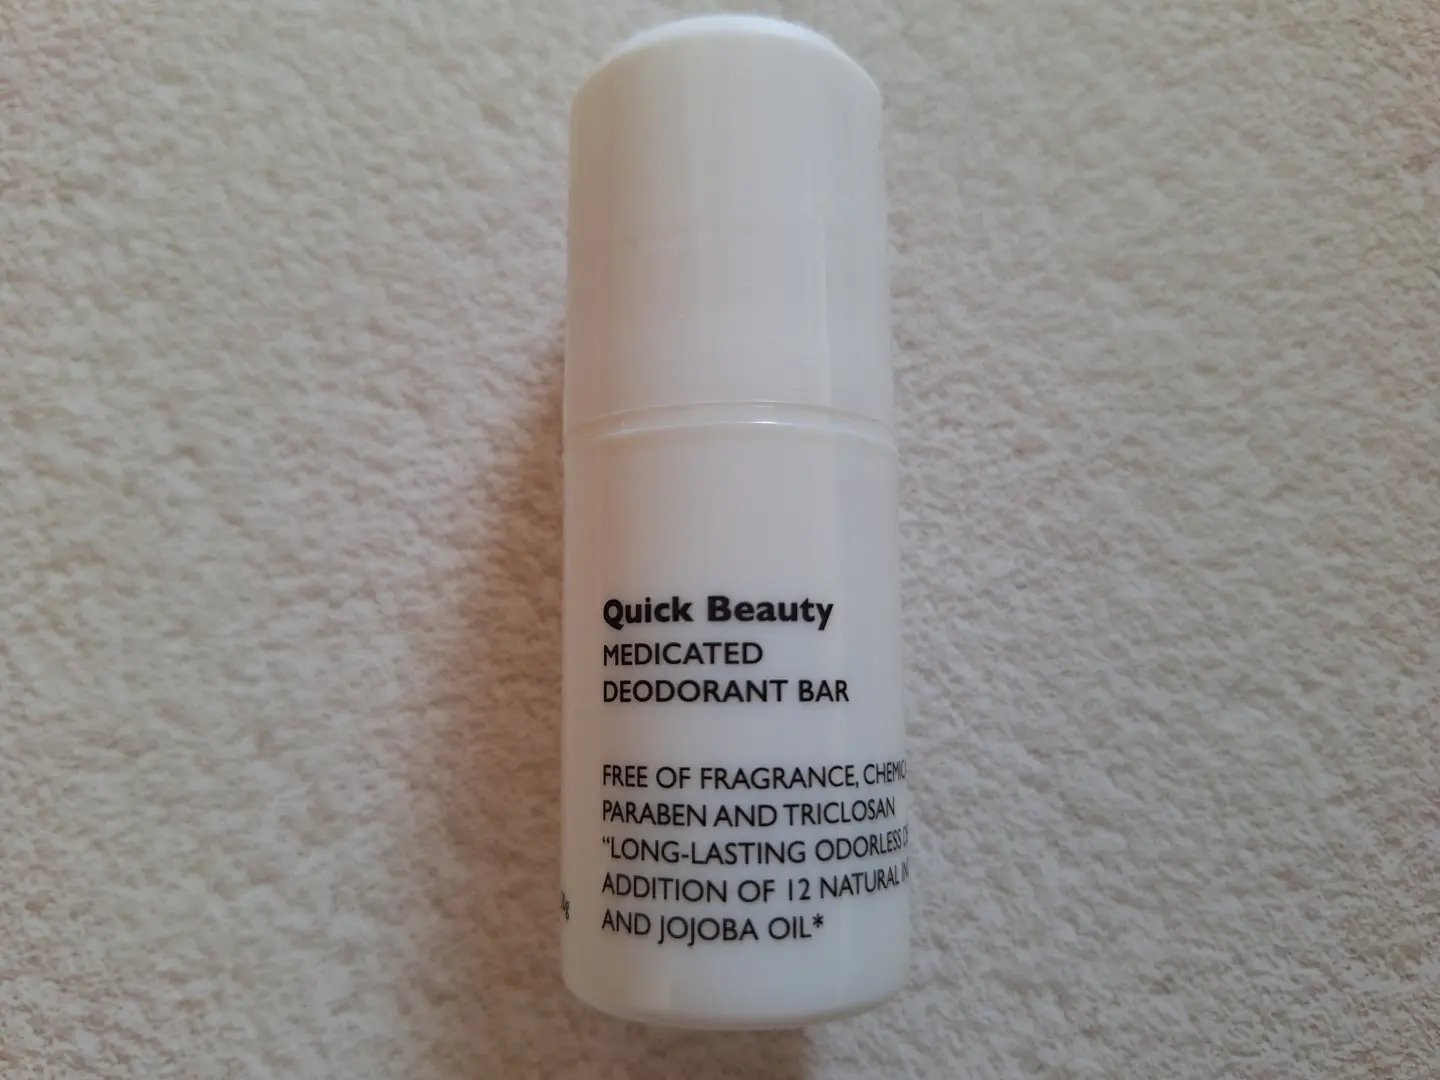 Quick Beauty
MEDICATED
DEODORANT BAR
FREE OF FRAGRANCE,
PARABEN AND TRICLOSAN
“LONG-LASTING ODORLESS
ADDITION OF 12 NATURAL
AND JOJOBA OIL*